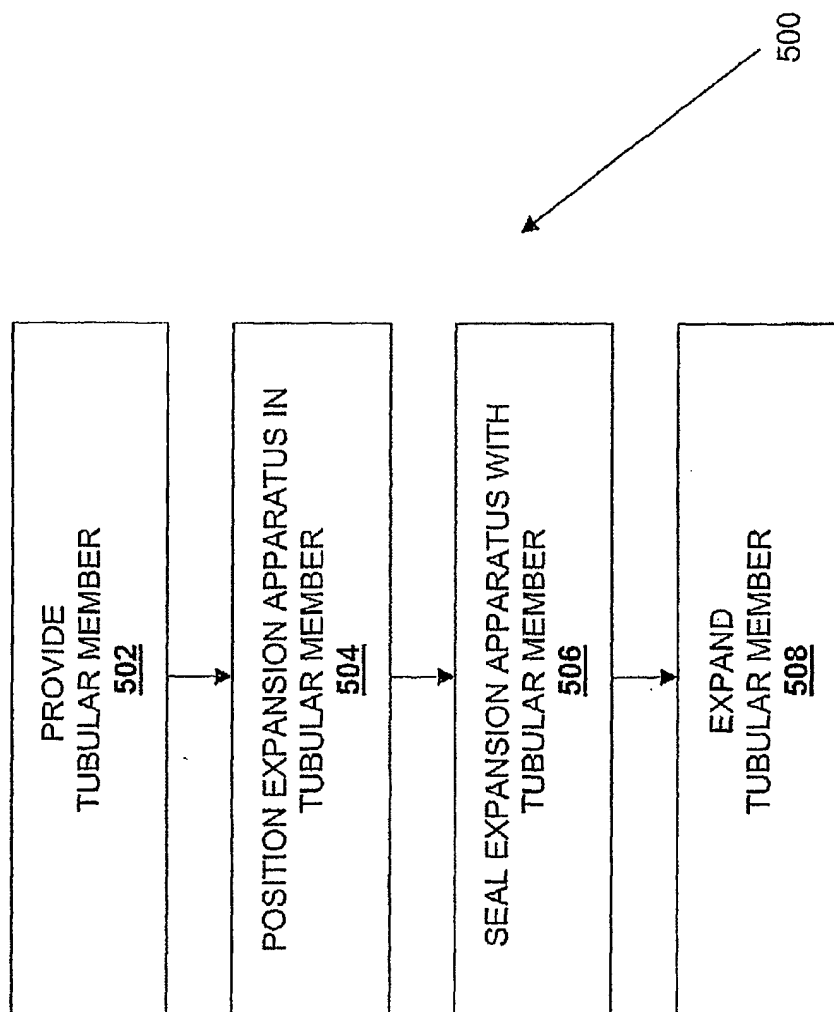 PROVIDE
TUBULAR MEMBER
502
POSITION EXPANSION APPARATUS IN
TUBULAR MEMBER
504
SEAL EXPANSION APPARATUS WITH
TUBULAR MEMBER
506
EXPAND
TUBULAR MEMBER
508
500